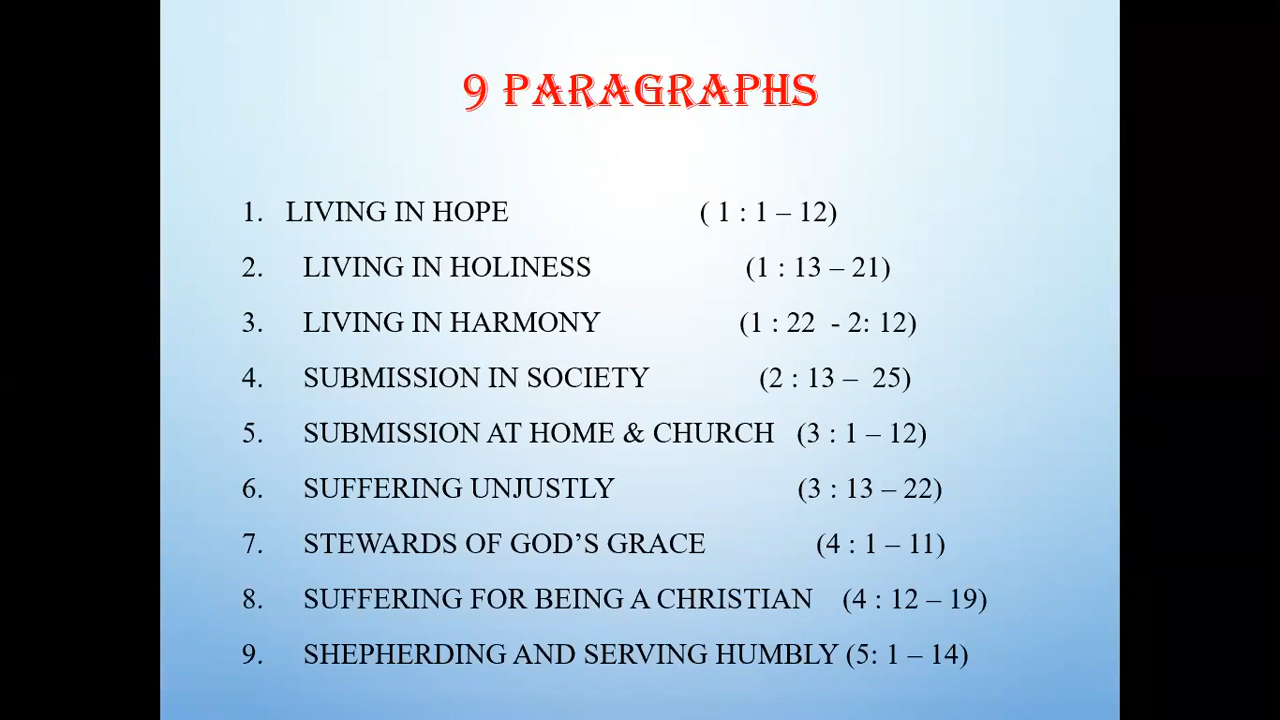 9 PARAGRAPHS
1. LIVING IN HOPE ( 1 : 1 – 12)
2. LIVING IN HOLINESS (1 : 13 – 21)
3. LIVING IN HARMONY (1 : 22 - 2: 12)
4. SUBMISSION IN SOCIETY (2 : 13 – 25)
5. SUBMISSION AT HOME & CHURCH (3 : 1 – 12)
6. SUFFERING UNJUSTLY (3 : 13 – 22)
7. STEWARDS OF GOD’S GRACE (4 : 1 – 11)
8. SUFFERING FOR BEING A CHRISTIAN (4 : 12 – 19)
9. SHEPHERDING AND SERVING HUMBLY (5: 1 – 14)